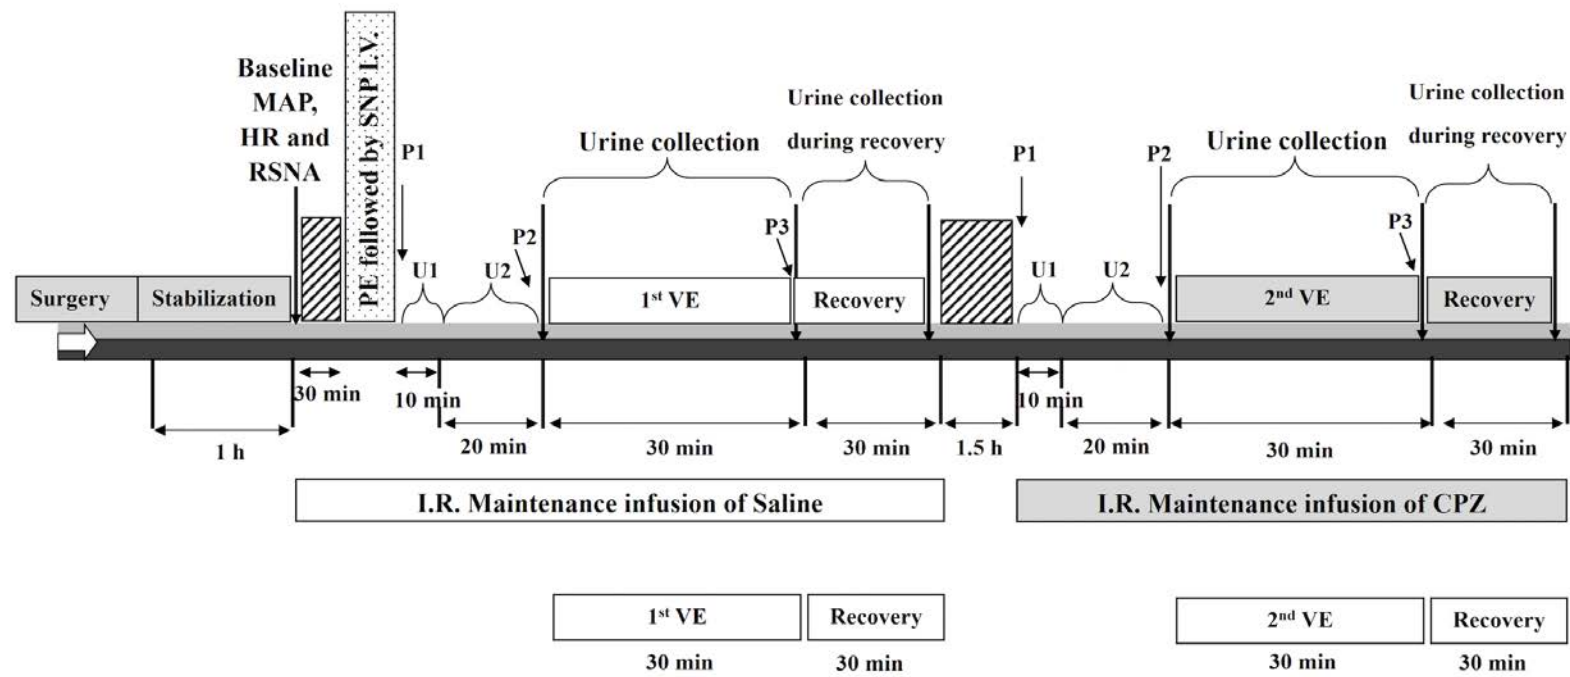 Baseline
MAP,
HR and
RSNA
PE followed by SNP I.V.
P1
U1
U2
P2
Urine collection
P3
Urine collection
during recovery
P1
U1
U2
P2
Urine collection
P3
Urine collection
during recovery
Surgery
Stabilization
1st VE
Recovery
2nd VE
Recovery
30 min
10 min
10 min
1 h
20 min
30 min
30 min
1.5 h
20 min
30 min
30 min
I.R. Maintenance infusion of Saline
I.R. Maintenance infusion of CPZ
1st VE
Recovery
2nd VE
Recovery
30 min
30 min
30 min
30 min